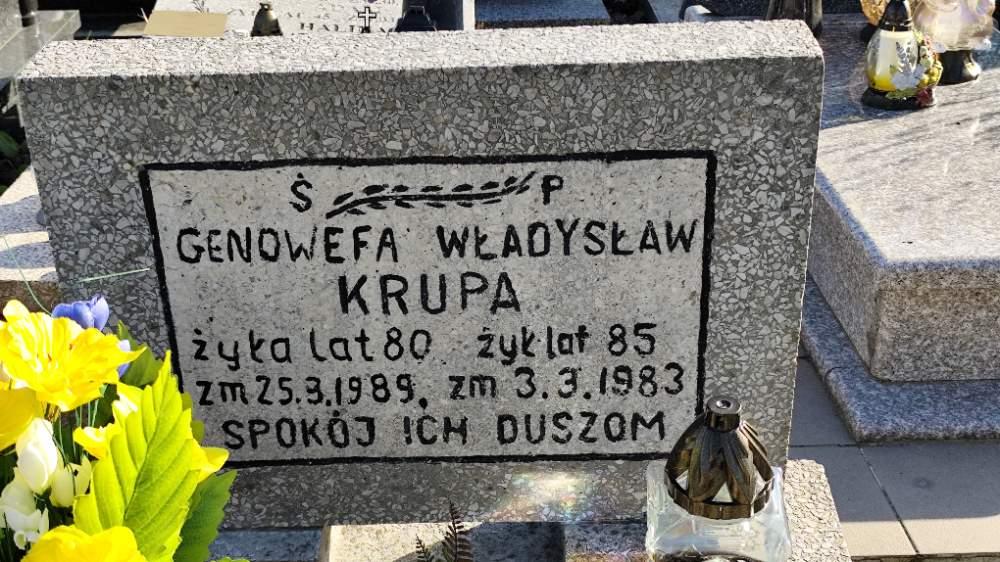 Ś P
GENOWEFA WŁADYSŁAW
KRUPA
żyła lat 80 żył lat 85
zm 25.3.1989, zm 3.3.1983
SPOKÓJ ICH DUSZOM